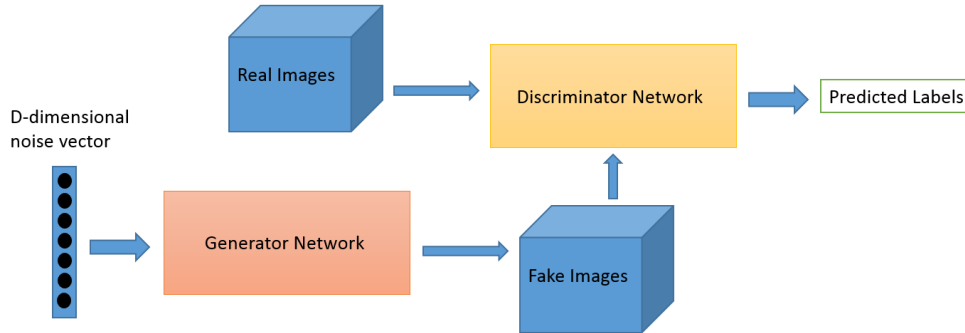 Real Images
Discriminator Network
Predicted Labels
D-dimensional
noise vector
Generator Network
Fake Images